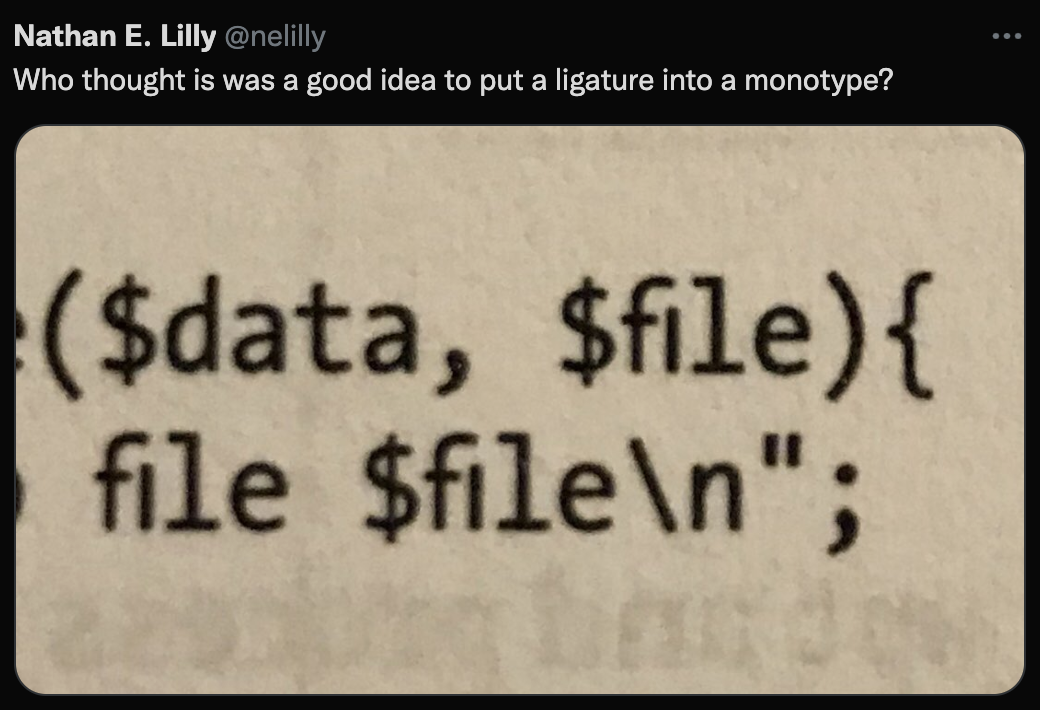 Nathan E. Lilly @nelilly
Who thought is was a good idea to put a ligature into a monotype?
($data, $file){
file $file\n";